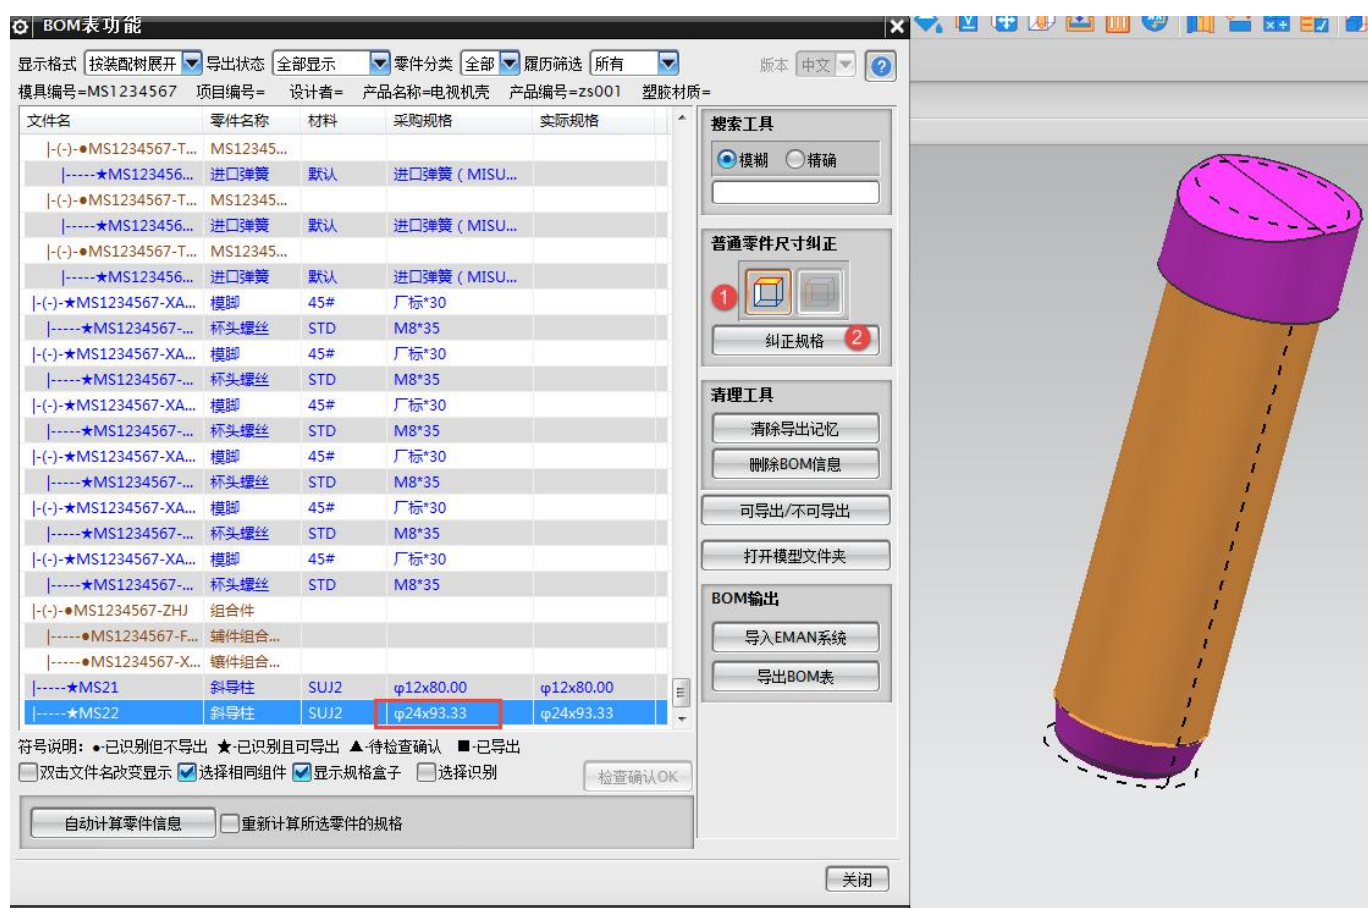 BOM表功能
显示格式 按装配树展开 导出状态 全部显示 零件分类 全部 履历筛选 所有 版本 中文
模具编号=MS1234567 项目编号= 设计者= 产品名称=电视机壳 产品编号=zs001 塑胶材质=
文件名 零件名称 材料 采购规格 实际规格
|-(-)-●MS1234567-T... MS12345...
|-----★MS123456... 进口弹簧 默认 进口弹簧 ( MISU...
|-(-)-●MS1234567-T... MS12345...
|-----★MS123456... 进口弹簧 默认 进口弹簧 ( MISU...
|-(-)-●MS1234567-T... MS12345...
|-----★MS123456... 进口弹簧 默认 进口弹簧 ( MISU...
|-(-)-★MS1234567-XA... 模脚 45# 厂标*30
|-----★MS1234567-... 杯头螺丝 STD M8*35
|-(-)-★MS1234567-XA... 模脚 45# 厂标*30
|-----★MS1234567-... 杯头螺丝 STD M8*35
|-(-)-★MS1234567-XA... 模脚 45# 厂标*30
|-----★MS1234567-... 杯头螺丝 STD M8*35
|-(-)-★MS1234567-XA... 模脚 45# 厂标*30
|-----★MS1234567-... 杯头螺丝 STD M8*35
|-(-)-★MS1234567-XA... 模脚 45# 厂标*30
|-----★MS1234567-... 杯头螺丝 STD M8*35
|-(-)-★MS1234567-XA... 模脚 45# 厂标*30
|-----★MS1234567-... 杯头螺丝 STD M8*35
|-(-)-●MS1234567-ZHJ 组合件
|-----●MS1234567-F... 辅件组合...
|-----●MS1234567-X... 镶件组合...
|-----★MS21 斜导柱 SUJ2 φ12x80.00 φ12x80.00
|-----★MS22 斜导柱 SUJ2 φ24x93.33 φ24x93.33
符号说明：●-已识别但不导出 ★-已识别且可导出 ▲-待检查确认 ■-已导出
双击文件名改变显示 选择相同组件 显示规格盒子 选择识别 检查确认OK
自动计算零件信息 重新计算所选零件的规格
搜索工具
模糊 精确
普通零件尺寸纠正
1
纠正规格 2
清理工具
清除导出记忆
删除BOM信息
可导出/不可导出
打开模型文件夹
BOM输出
导入EMAN系统
导出BOM表
关闭